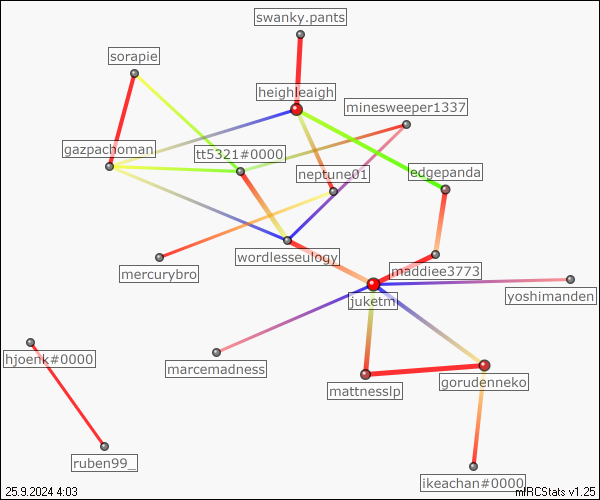 swanky.pants
sorapie
heighleaigh
minesweeper1337
gazpachoman
tt5321#0000
neptune01
edgepanda
wordlesseulogy
maddiee3773
mercurybro
juketm
yoshimanden
hjoenk#0000
marcemadness
mattnesslp
gorudenneko
ruben99_
ikeachan#0000
25.9.2024 4:03
mIRCStats v1.25